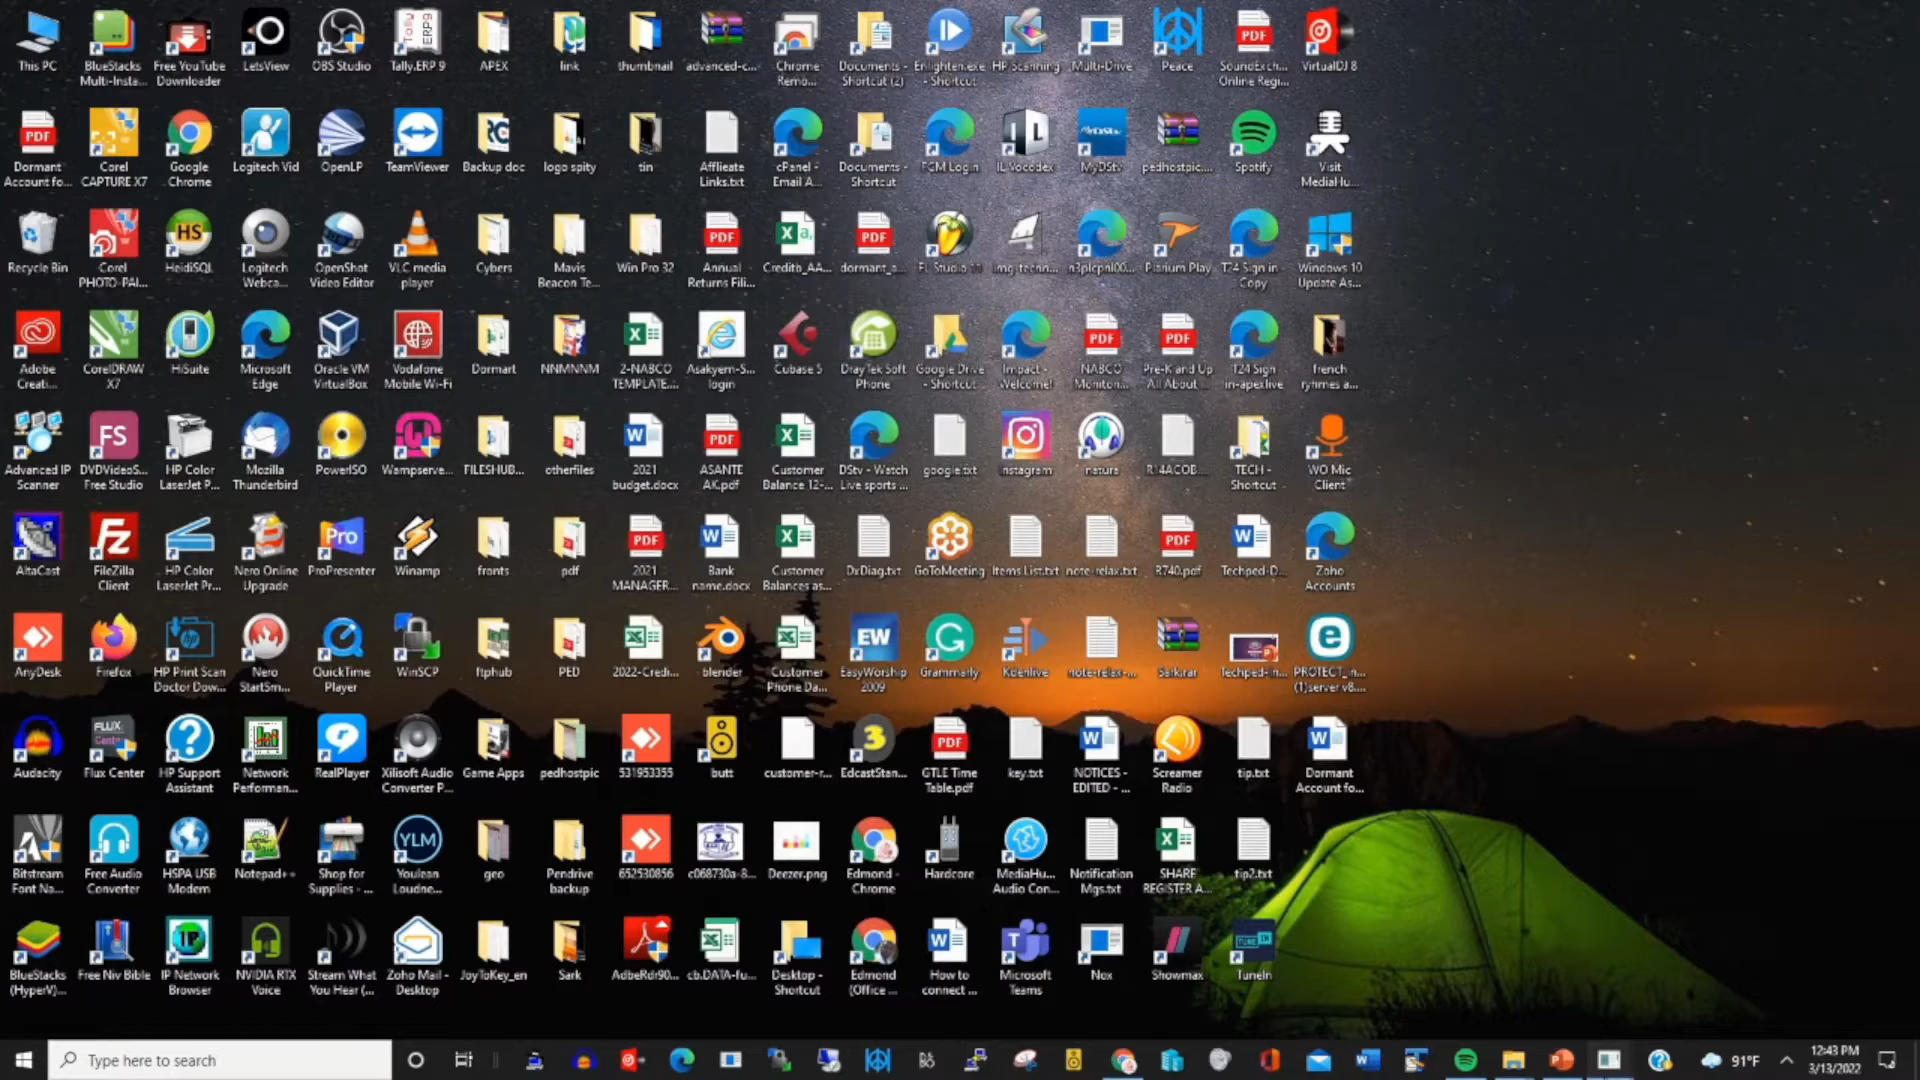 This PC
BlueStacks
Multi-Insta...
Free YouTube
Downloader
LetsView
OBS Studio
Tally.ERP 9
APEX
link
thumbnail
advanced-c...
Chrome
Remo...
Documents -
Shortcut (2)
Enlighten.exe
- Shortcut
HP Scanning
Multi-Drive
Peace
SoundExch...
Online Regi...
VirtualDJ 8
Dormant
Account fo...
Corel
CAPTURE X7
Google
Chrome
Logitech Vid
OpenLP
TeamViewer
Backup doc
logo spity
tin
Afflieate
Links.txt
cPanel -
Email A...
Documents -
Shortcut
FCM Login
IL Vocodex
MyDStv
pedhostpic....
Spotify
Visit
MediaHu...
Recycle Bin
Corel
PHOTO-PAI...
HeidiSQL
Logitech
Webca...
OpenShot
Video Editor
VLC media
player
Cybers
Mavis
Beacon Te...
Win Pro 32
Annual
Returns Fili...
Creditb_AA...
dormant_a...
FL Studio 11
n3plcpnl00...
Plarium Play
T24 Sign in -
Copy
Windows 10
Update As...
Adobe
Creati...
CorelDRAW
X7
HiSuite
Microsoft
Edge
Oracle VM
VirtualBox
Vodafone
Mobile Wi-Fi
Dormart
NNMNNM
2-NABCO
TEMPLATE....
Asakyem-S...
login
Cubase 5
DrayTek Soft
Phone
Google Drive
- Shortcut
Impact -
Welcome!
NABCO
Moniton...
Pre-K and Up
All About ...
T24 Sign
in-apexlive
french
ryhmes a...
Advanced IP
Scanner
DVDVideoS...
Free Studio
HP Color
LaserJet P...
Mozilla
Thunderbird
PowerISO
Wampserve...
FILESHUB...
otherfiles
2021
budget.docx
ASANTE
AK.pdf
Customer
Balance 12-...
DStv - Watch
Live sports ...
google.txt
Instagram
natura
R14ACOB...
TECH -
Shortcut
WO Mic
Client
AltaCast
FileZilla
Client
HP Color
LaserJet Pr...
Nero Online
Upgrade
ProPresenter
Winamp
fronts
pdf
2021
MANAGER...
Bank
name.docx
Customer
Balances as...
DxDiag.txt
GoToMeeting
Items List.txt
note-relax.txt
R740.pdf
Techped-D...
Zoho
Accounts
AnyDesk
Firefox
HP Print Scan
Doctor Dow...
Nero
StartSm...
QuickTime
Player
WinSCP
ftphub
PED
2022-Credi...
blender
Customer
Phone Da...
EasyWorship
2009
Grammarly
Kdenlive
note-relax-...
Sarkrar
Techped-in...
PROTECT_in...
(1)server v8....
Audacity
Flux Center
HP Support
Assistant
Network
Performan...
RealPlayer
Xilisoft Audio
Converter P...
Game Apps
pedhostpic
531953355
butt
customer-r...
EdcastStan...
GTLE Time
Table.pdf
key.txt
NOTICES -
EDITED - ...
Screamer
Radio
tip.txt
Dormant
Account fo...
Bitstream
Font Na...
Free Audio
Converter
HSPA USB
Modem
Notepad++
Shop for
Supplies - ...
Youlean
Loudne...
geo
Pendrive
backup
652530856
c068730a-8...
Deezer.png
Edmond -
Chrome
Hardcore
MediaHu...
Audio Con...
Notification
Mgs.txt
SHARE
REGISTER A...
tip2.txt
BlueStacks
(HyperV)...
Free Niv Bible
IP Network
Browser
NVIDIA RTX
Voice
Stream What
You Hear (...
Zoho Mail -
Desktop
JoyToKey_en
Sark
AdbeRdr90...
cb.DATA-fu...
Desktop -
Shortcut
Edmond
(Office ...
How to
connect ...
Microsoft
Teams
Nox
Showmax
TuneIn
Type here to search
91°F
12:43 PM
3/13/2022